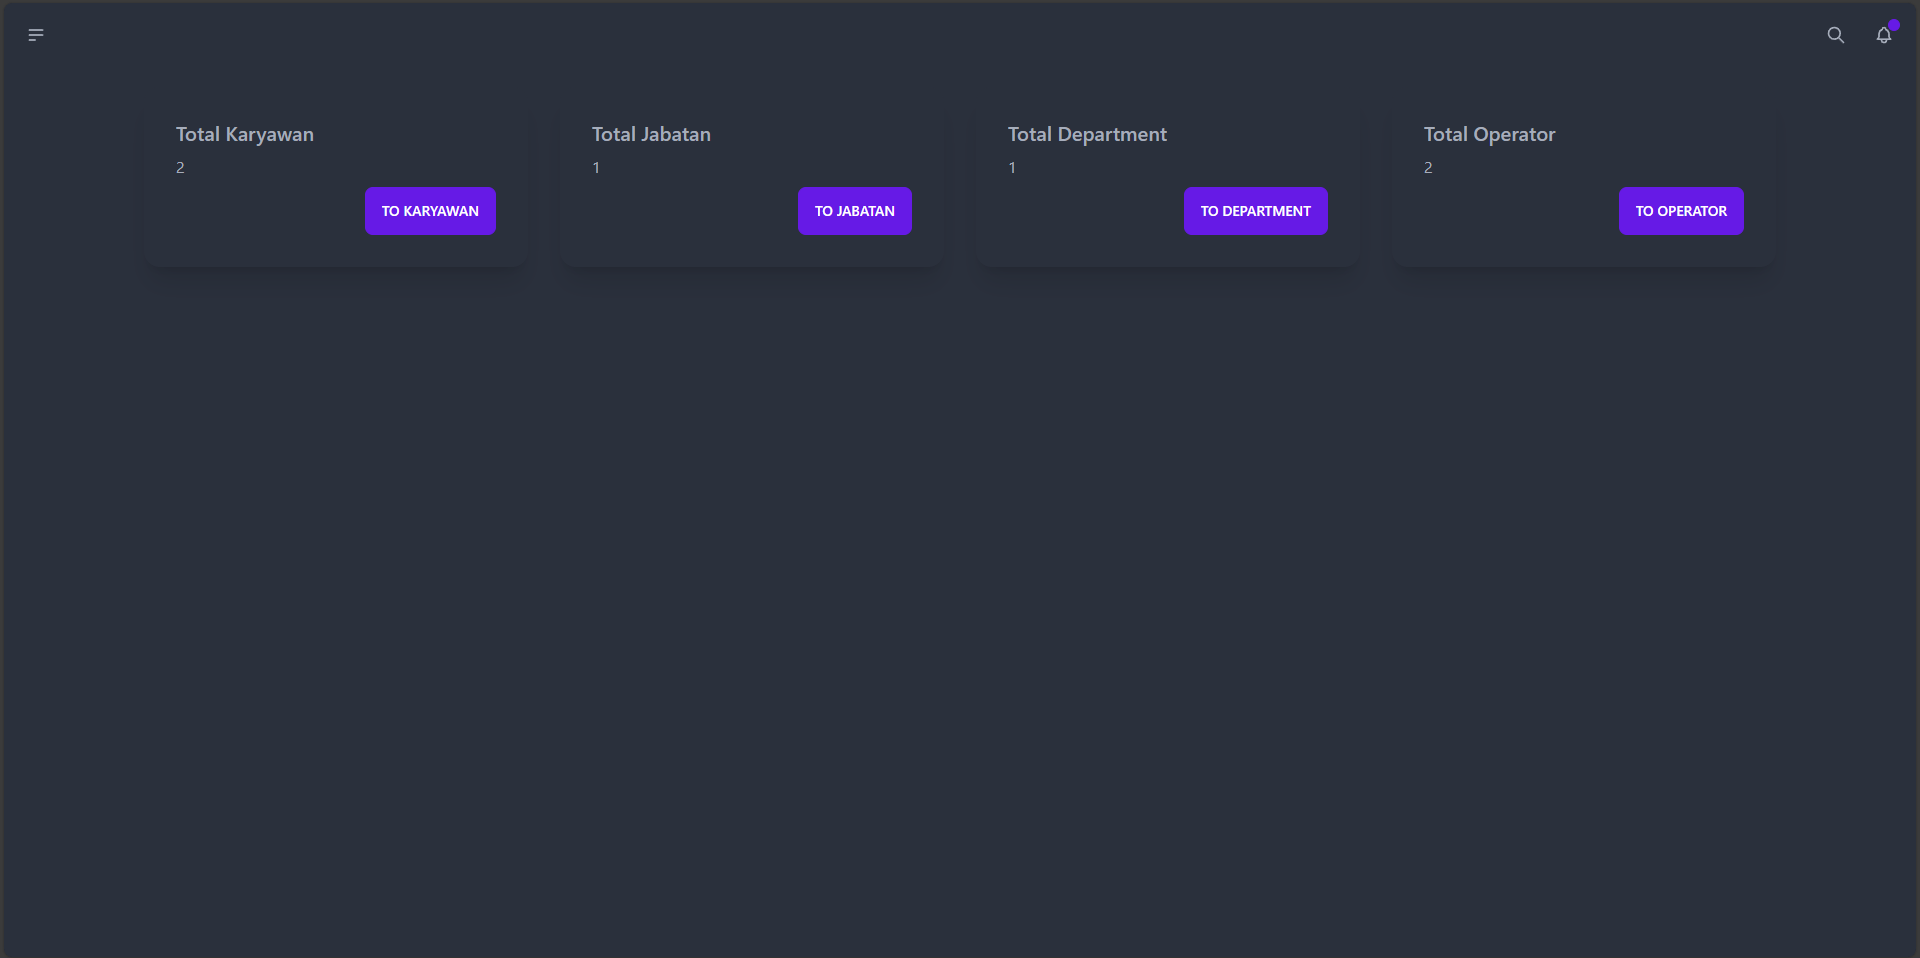 Total Karyawan
2
TO KARYAWAN
Total Jabatan
1
TO JABATAN
Total Department
1
TO DEPARTMENT
Total Operator
2
TO OPERATOR